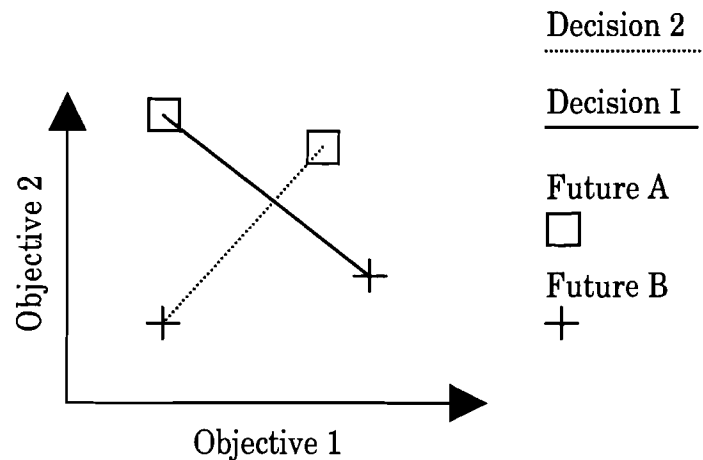 Decision 2
Decision I
Future A
Future B
Objective 2
Objective 1